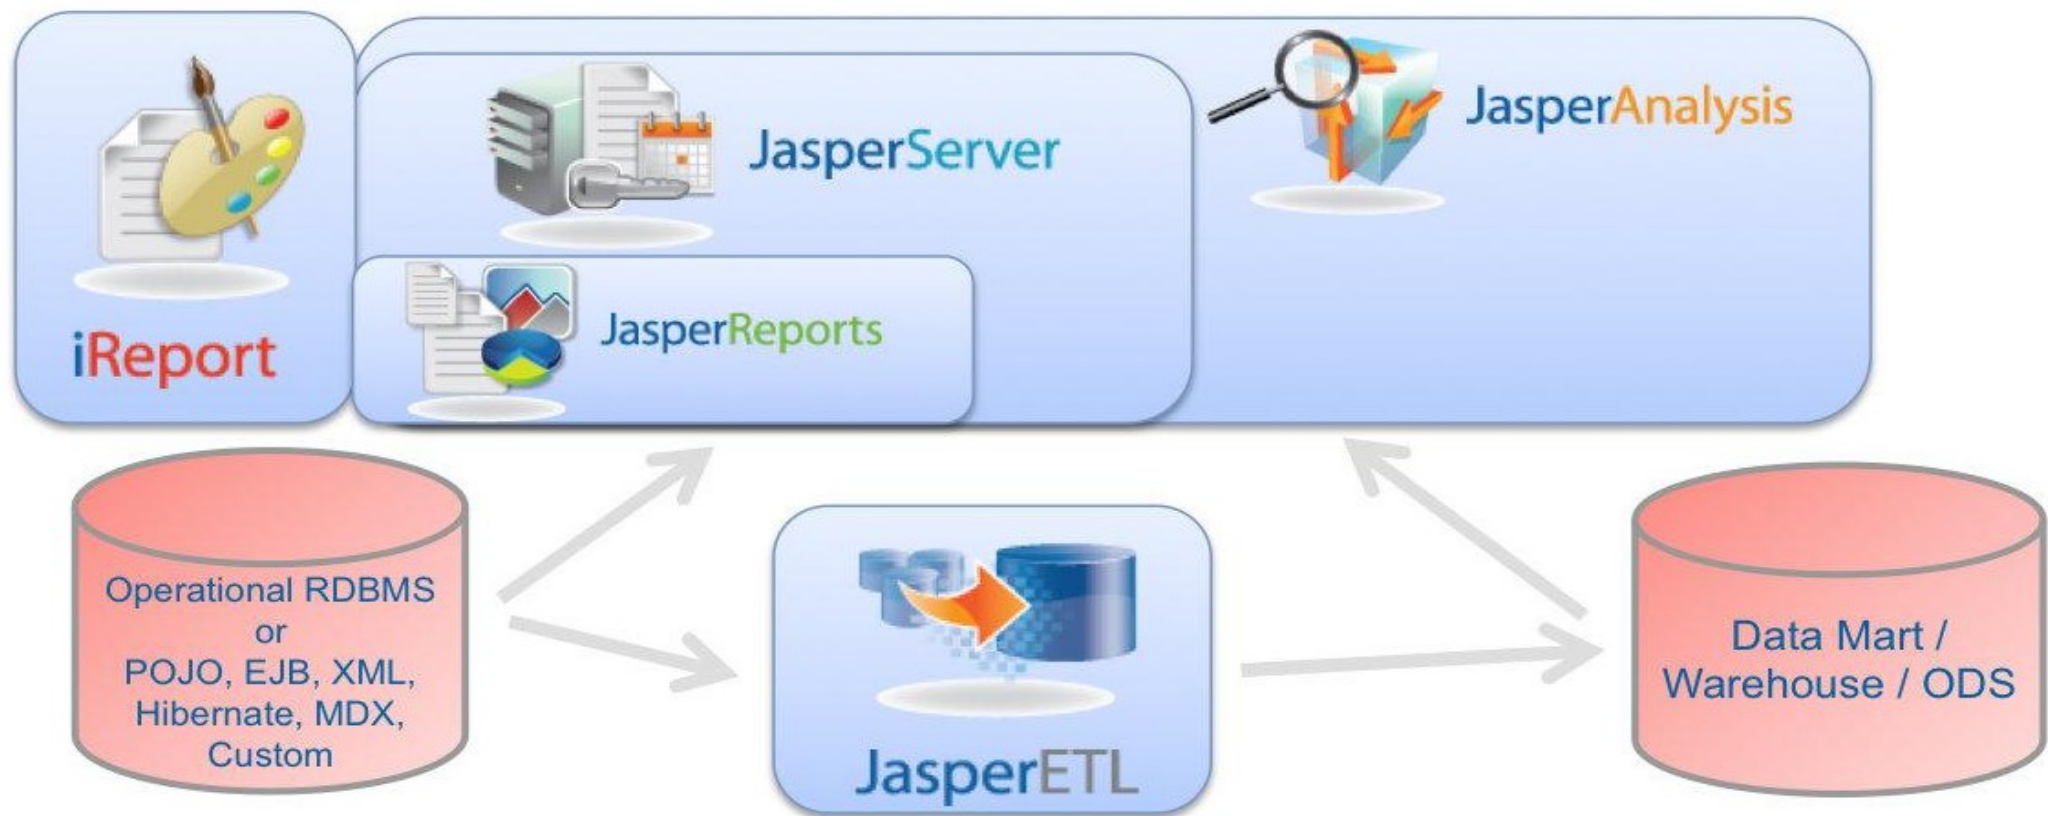 JasperAnalysis
JasperServer
JasperReports
iReport
Operational RDBMS
or
POJO, EJB, XML,
Hibernate, MDX,
Custom
JasperETL
Data Mart /
Warehouse / ODS